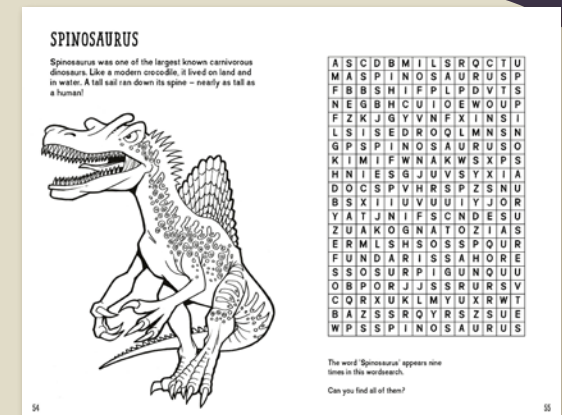 SPINOSAURUS
Spinosaurus was one of the largest known carnivorous
dinosaurs. Like a modern crocodile, it lived on land and
in water. A tall sail ran down its spine – nearly as tall as
a human!
A S C D B M I L S R Q C T U
M A S P I N O S A U R U S P
F B B S H I F P L P D V T S
N E G B H C U I O E W O U P
F Z K J G Y V N F X I N S I
L S I S E D R O Q L M N S N
G P S P I N O S A U R U S O
K I M I F W N A K W S X P S
H N I E S G J U V S Y X I A
D O C S P V H R S P Z S N U
B S X I I U V U U I Y J O R
Y A T J N I F S C N D E S U
Z U A K O G N A T O Z I A S
E R M L S H S O S S P Q U R
F U N D A R I S S A H O R E
S S O S U R P I G U N Q U U
O B P O R J J S S R U R S V
C Q R X U K L M Y U X R W T
B A Z S S R Q Y R S Z S U E
W P S S P I N O S A U R U S
The word 'Spinosaurus' appears nine
times in this wordsearch.
Can you find all of them?
54
55